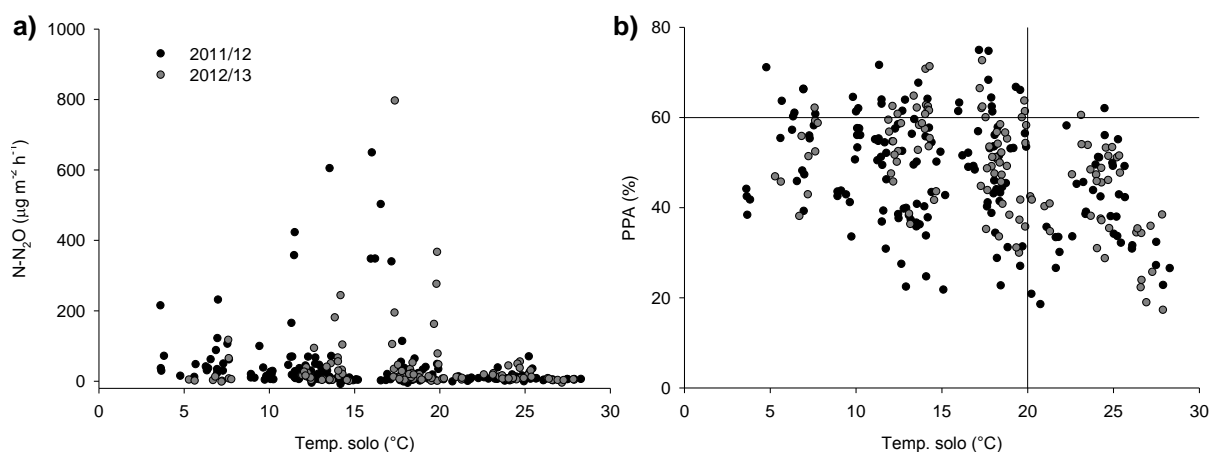 a)
2011/12
2012/13
1000
800
600
400
200
0
N-N₂O (µg m⁻² h⁻¹)
0 5 10 15 20 25 30
Temp. solo (°C)
b)
80
60
40
20
0
PPA (%)
0 5 10 15 20 25 30
Temp. solo (°C)